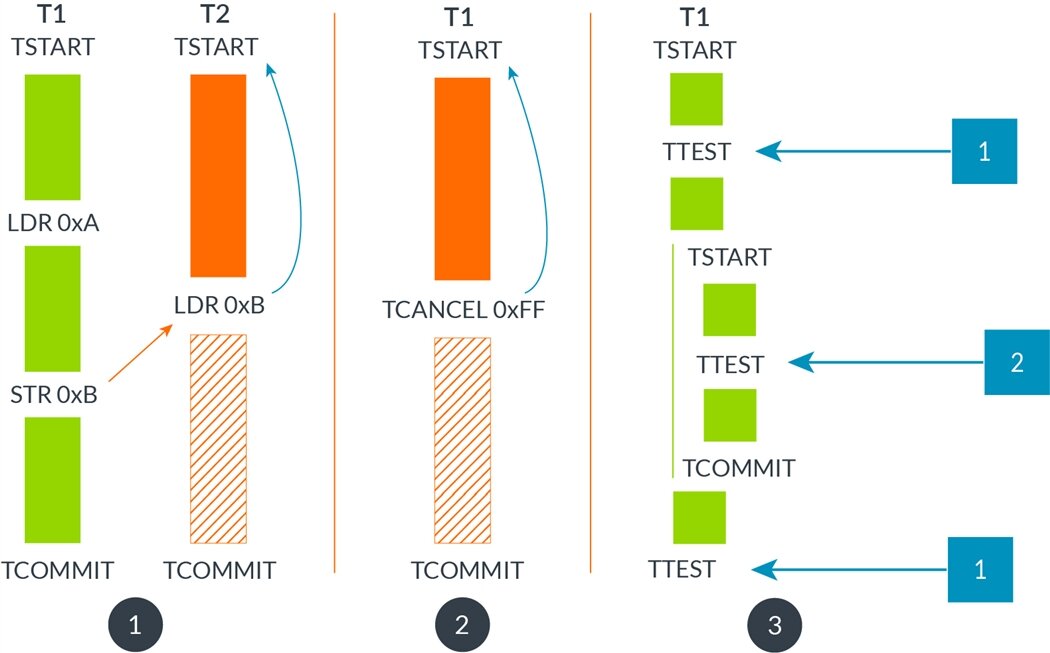 T1
TSTART
LDR 0xA
STR 0xB
TCOMMIT
T2
TSTART
LDR 0xB
TCOMMIT
1
T1
TSTART
TCANCEL 0xFF
TCOMMIT
2
T1
TSTART
TTEST
1
TSTART
TTEST
2
TCOMMIT
TTEST
1
3